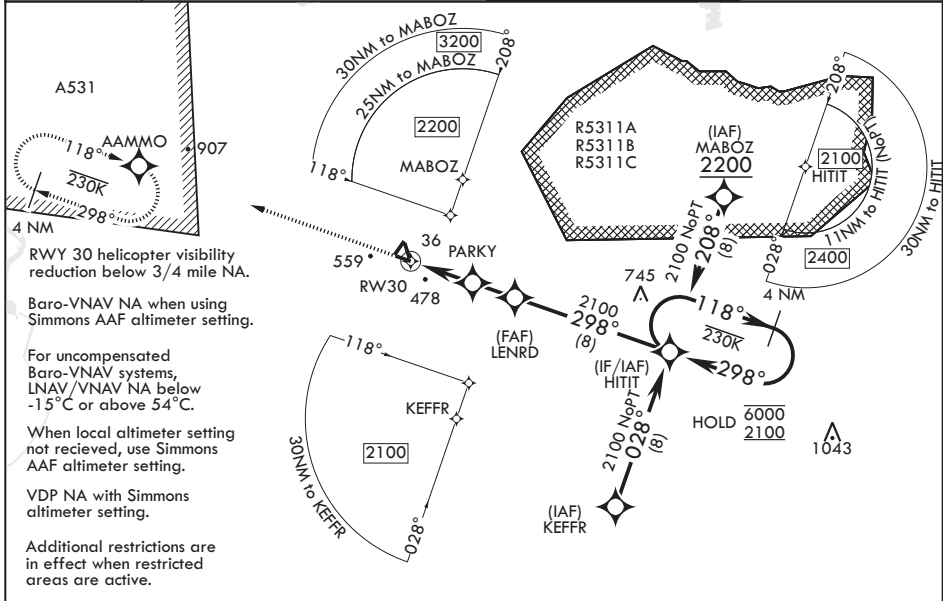 A531
AAMMO
118°
230K
298°
4 NM
907
RWY 30 helicopter visibility
reduction below 3/4 mile NA.
Baro-VNAV NA when using
Simmons AAF altimeter setting.
For uncompensated
Baro-VNAV systems,
LNAV/VNAV NA below
-15°C or above 54°C.
When local altimeter setting
not recieved, use Simmons
AAF altimeter setting.
VDP NA with Simmons
altimeter setting.
Additional restrictions are
in effect when restricted
areas are active.
30NM to MABOZ
3200
25NM to MABOZ
208°
2200
MABOZ
118°
559
36
RW30
478
PARKY
(FAF)
LENRD
2100
298°
(8)
R5311A
R5311B
R5311C
(IAF)
MABOZ
2200
2100 NoPT
208°
(8)
745
208°
2100
HITIT
11NM to HITIT (NoPT)
30NM to HITIT
2400
028°
4 NM
118°
230K
298°
(IF/IAF)
HITIT
HOLD
6000
2100
1043
2100 NoPT
028°
(8)
(IAF)
KEFFR
118°
KEFFR
2100
30NM to KEFFR
028°